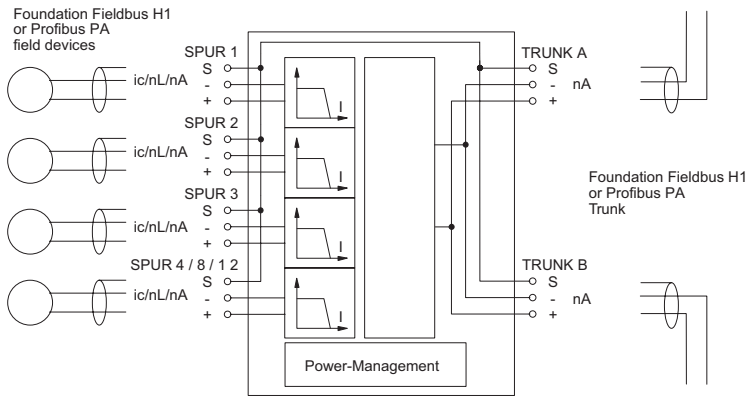 Foundation Fieldbus H1
or Profibus PA
field devices
SPUR 1
S
ic/nL/nA
-
+
I
SPUR 2
S
ic/nL/nA
-
+
I
SPUR 3
S
ic/nL/nA
-
+
I
SPUR 4 / 8 / 1 2
S
ic/nL/nA
-
+
I
Power-Management
TRUNK A
S
-
nA
+
Foundation Fieldbus H1
or Profibus PA
Trunk
TRUNK B
S
-
nA
+